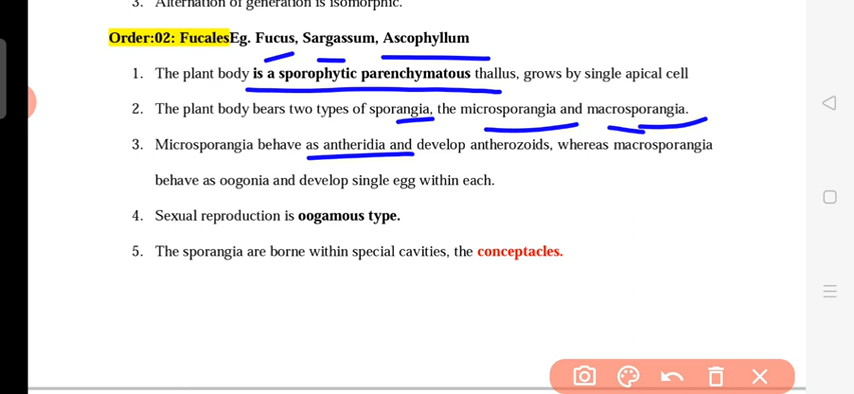 3. Alternation of generation is isomorphic.
Order:02: FucalesEg. Fucus, Sargassum, Ascophyllum
1. The plant body is a sporophytic parenchymatous thallus, grows by single apical cell
2. The plant body bears two types of sporangia, the microsporangia and macrosporangia.
3. Microsporangia behave as antheridia and develop antherozoids, whereas macrosporangia
behave as oogonia and develop single egg within each.
4. Sexual reproduction is oogamous type.
5. The sporangia are borne within special cavities, the conceptacles.